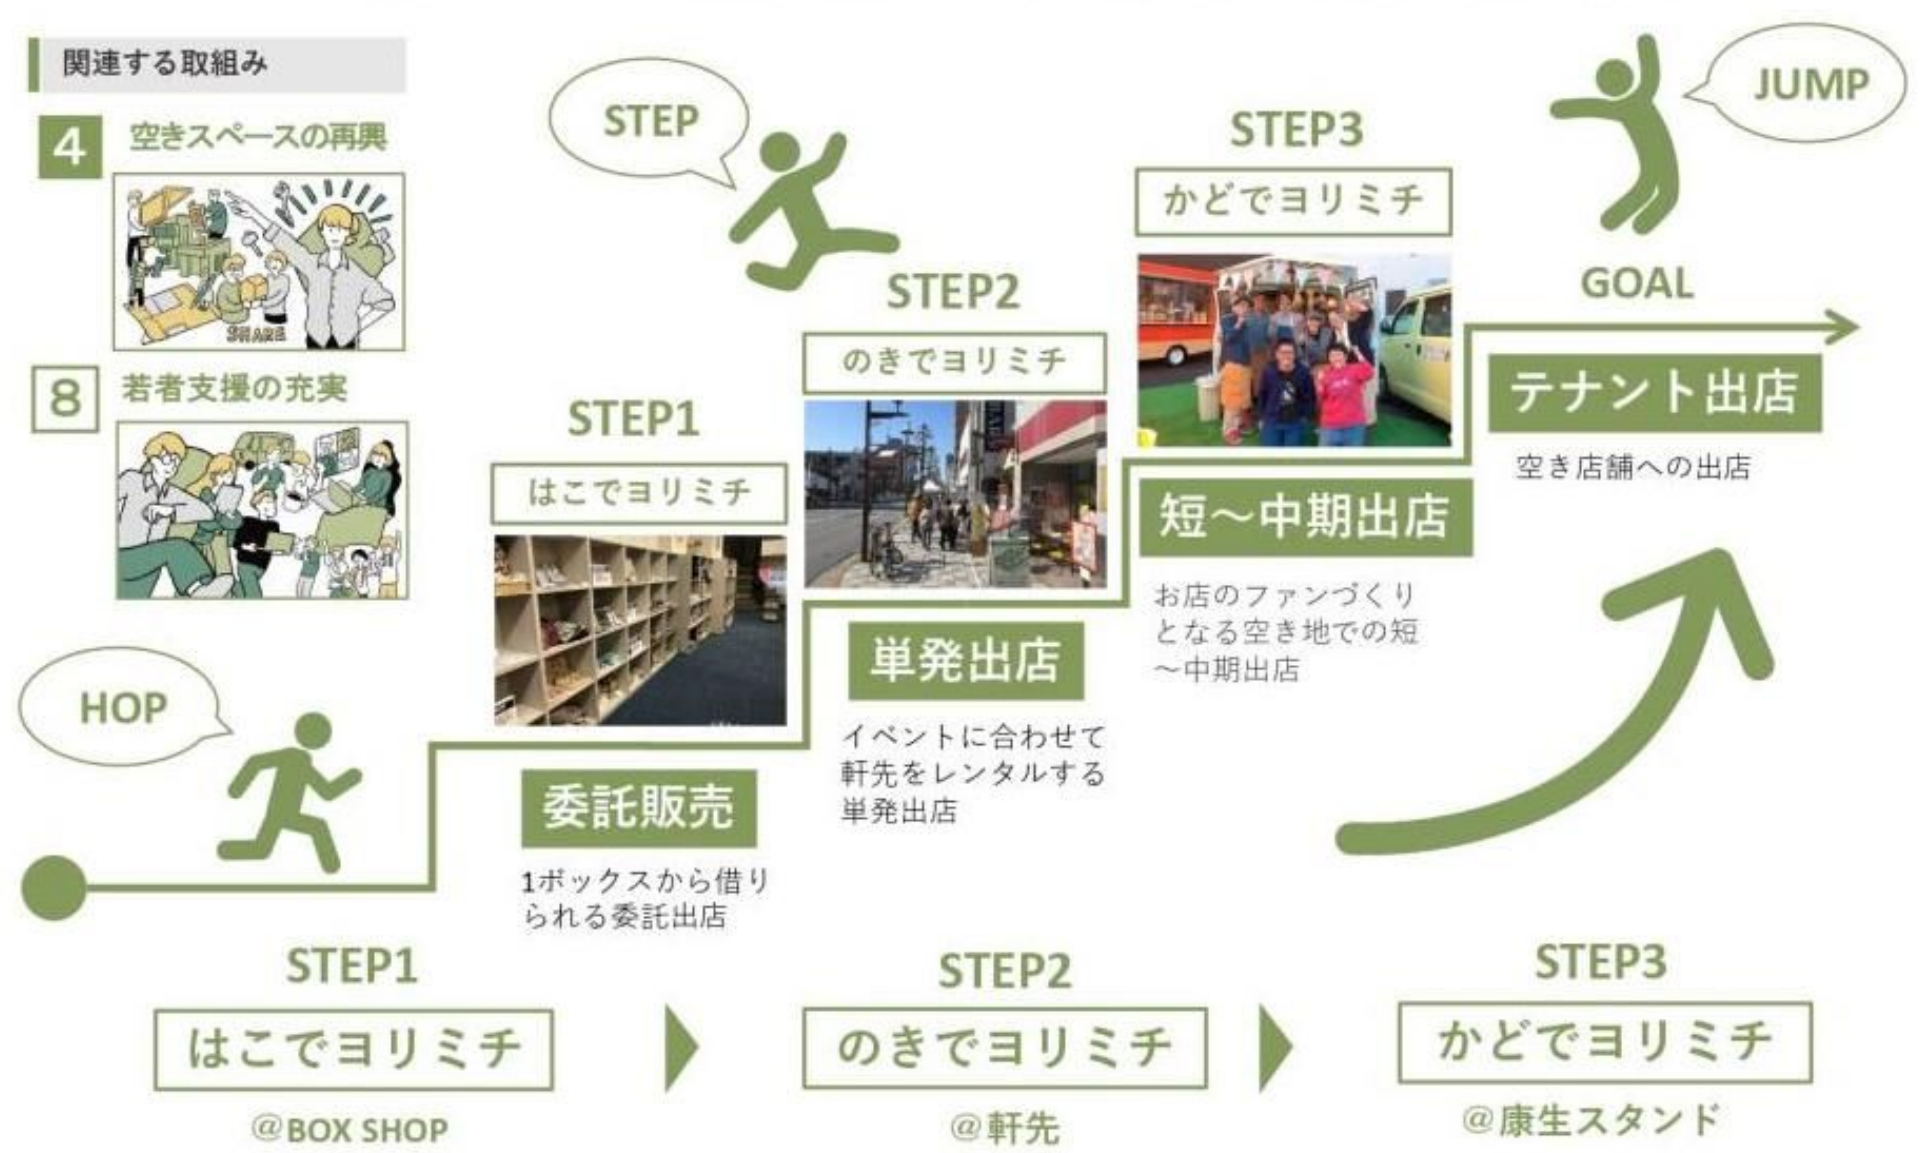 関連する取組み
4 空きスペースの再興
SHARE
8 若者支援の充実
HOP
STEP
JUMP
STEP1
はこでヨリミチ
委託販売
1ボックスから借り
られる委託出店
STEP2
のきでヨリミチ
単発出店
イベントに合わせて
軒先をレンタルする
単発出店
STEP3
かどでヨリミチ
短～中期出店
お店のファンづくり
となる空き地での短
～中期出店
GOAL
テナント出店
空き店舗への出店
STEP1
はこでヨリミチ
@BOX SHOP
STEP2
のきでヨリミチ
@軒先
STEP3
かどでヨリミチ
@康生スタンド